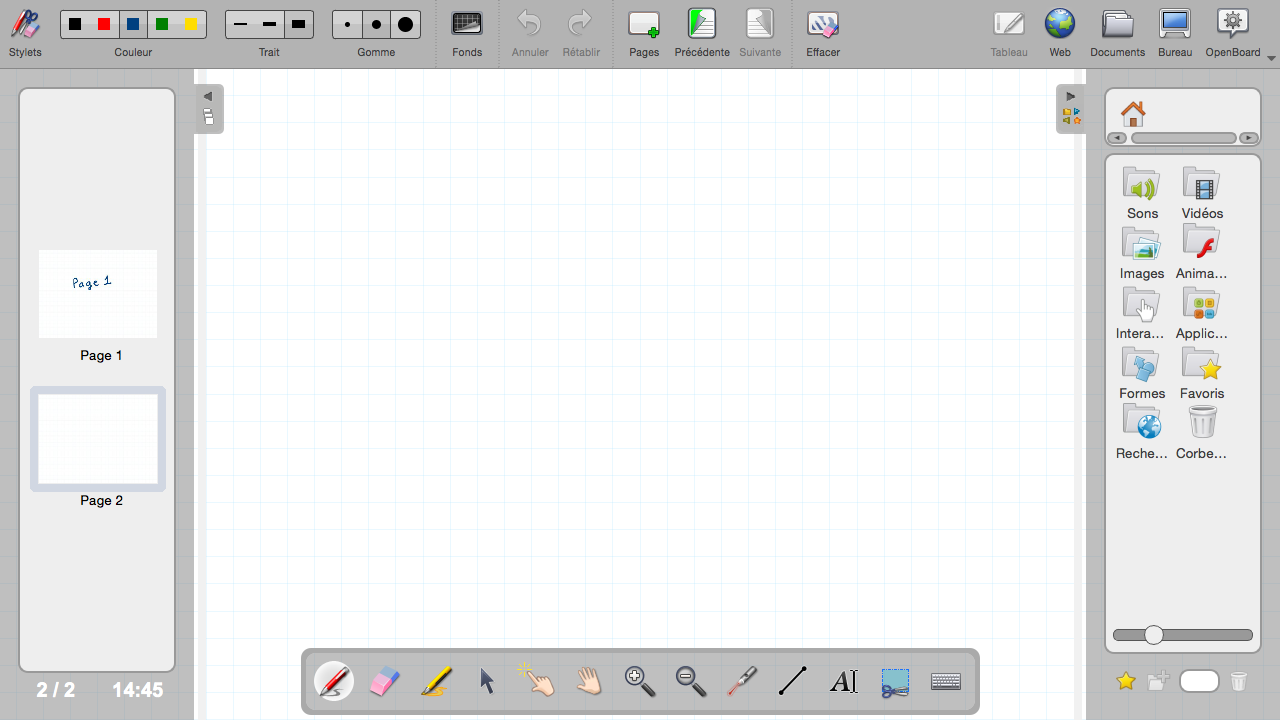 Stylets Couleur Trait Gomme Fonds Annuler Rétablir Pages Précédente Suivante Effacer Tableau Web Documents Bureau OpenBoard
Page 1
Page 1
Page 2
2 / 2 14:45
Sons Vidéos
Images Anima...
Intera... Applic...
Formes Favoris
Reche... Corbe...
AI